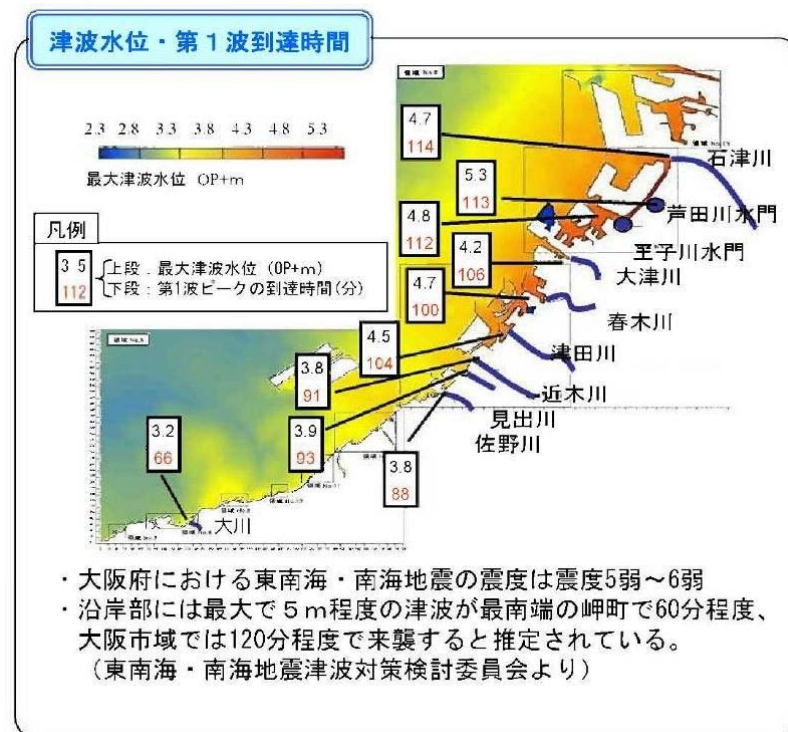 津波水位・第１波到達時間
2.3 2.8 3.3 3.8 4.3 4.8 5.3
最大津波水位 OP+m
凡例
3 5
112
上段：最大津波水位（OP+m）
下段：第1波ピークの到達時間(分)
4.7
114
石津川
5.3
113
芦田川水門
4.8
112
王子川水門
4.2
106
大津川
4.7
100
春木川
4.5
104
津田川
3.8
91
近木川
3.9
93
見出川
3.8
88
佐野川
3.2
66
大川
・大阪府における東南海・南海地震の震度は震度5弱～6弱
・沿岸部には最大で５ｍ程度の津波が最南端の岬町で60分程度、
大阪市域では120分程度で来襲すると推定されている。
（東南海・南海地震津波対策検討委員会より）